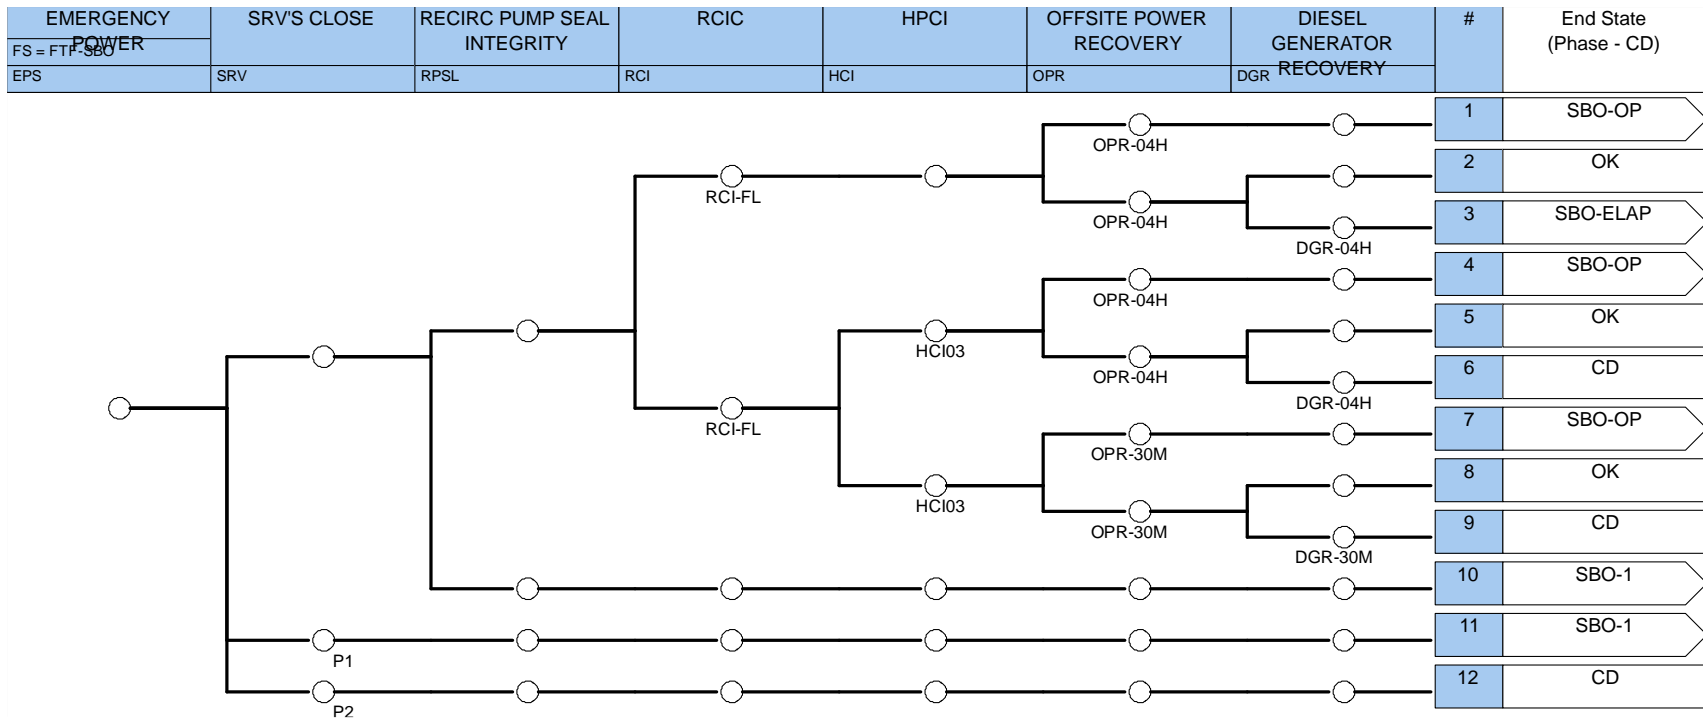 EMERGENCY
POWER
FS = FTF-SBO
EPS
SRV'S CLOSE
SRV
RECIRC PUMP SEAL
INTEGRITY
RPSL
RCIC
RCI
HPCI
HCI
OFFSITE POWER
RECOVERY
OPR
DIESEL
GENERATOR
RECOVERY
DGR
#
End State
(Phase - CD)
1 SBO-OP
OPR-04H
2 OK
RCI-FL
OPR-04H
3 SBO-ELAP
DGR-04H
4 SBO-OP
OPR-04H
5 OK
HCI03
OPR-04H
6 CD
DGR-04H
RCI-FL
7 SBO-OP
OPR-30M
8 OK
HCI03
OPR-30M
9 CD
DGR-30M
10 SBO-1
11 SBO-1
P1
12 CD
P2